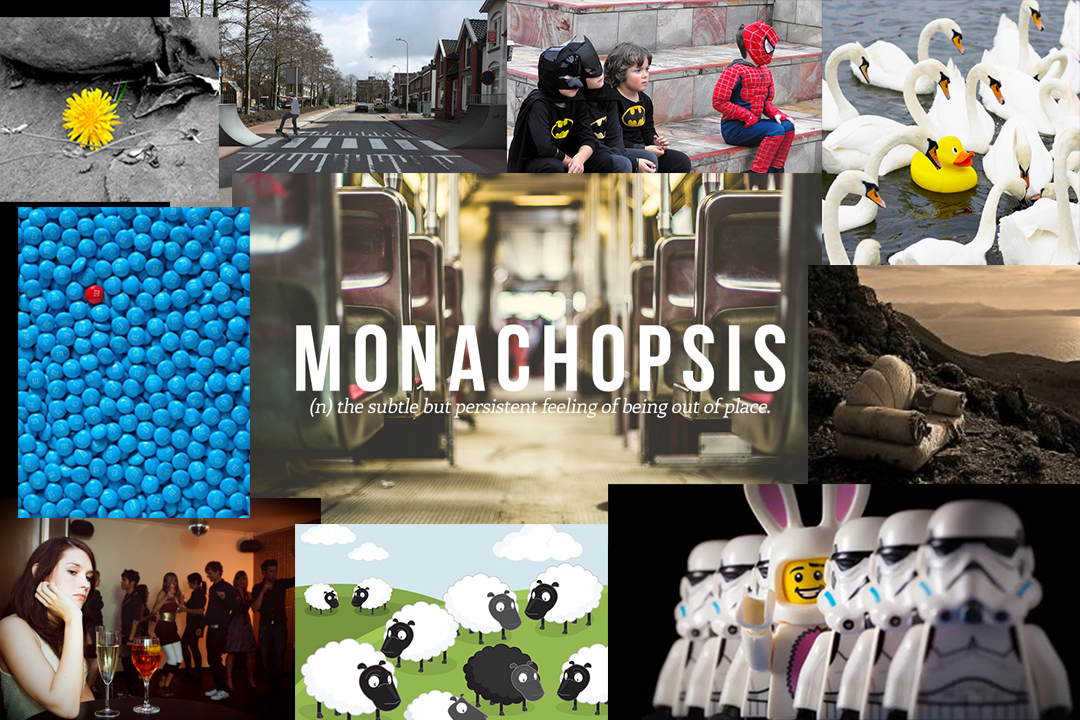 MONACHOPSIS
(n) the subtle but persistent feeling of being out of place.